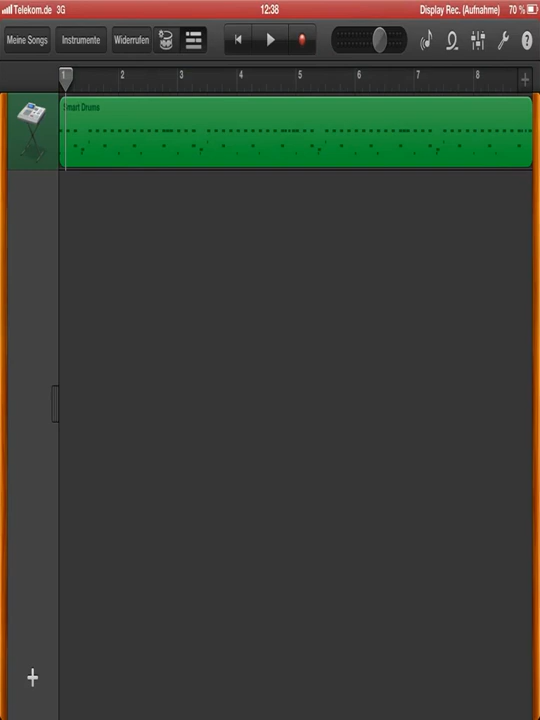 Telekom.de 3G 12:38 Display Rec. (Aufnahme) 70 %
Meine Songs Instrumente Widerrufen ?
1 2 3 4 5 6 7 8 +
Smart Drums
+